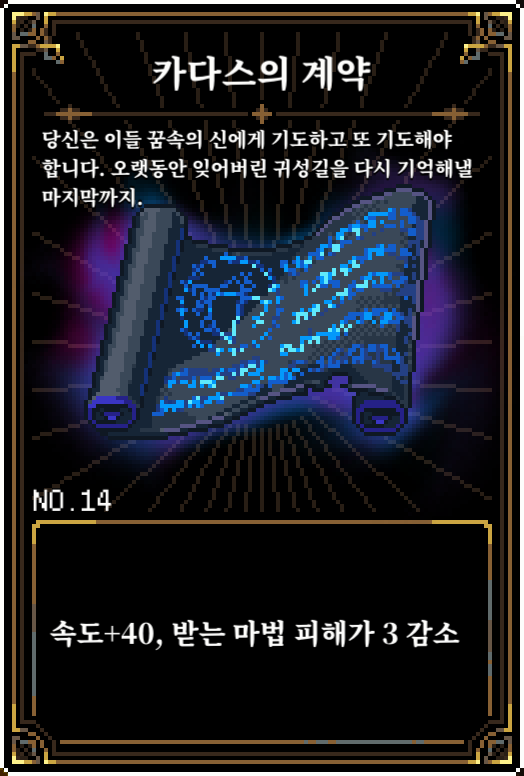 카다스의 계약
당신은 이들 꿈속의 신에게 기도하고 또 기도해야
합니다. 오랫동안 잊어버린 귀성길을 다시 기억해낼
마지막까지.
NO.14
속도+40, 받는 마법 피해가 3 감소